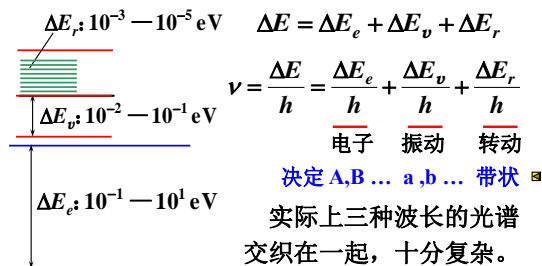 ΔE_r: 10^{-3} — 10^{-5} eV
ΔE = ΔE_e + ΔE_v + ΔE_r
ν = ΔE/h = ΔE_e/h + ΔE_v/h + ΔE_r/h
ΔE_v: 10^{-2} — 10^{-1} eV
电子 振动 转动
决定 A,B … a ,b … 带状
ΔE_e: 10^{-1} — 10^{1} eV
实际上三种波长的光谱
交织在一起，十分复杂。